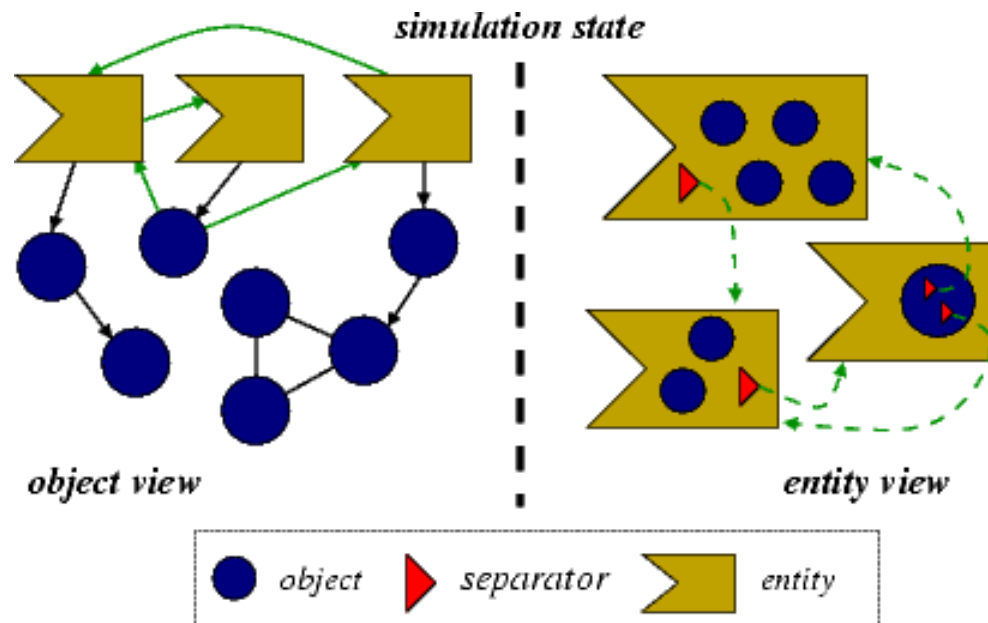 simulation state
object view
entity view
object
separator
entity